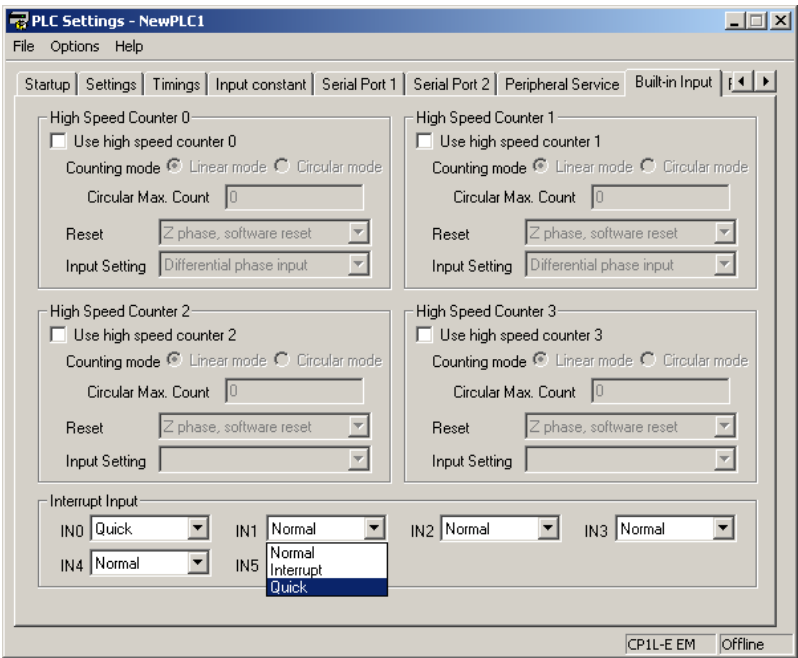 PLC Settings - NewPLC1
File Options Help
Startup Settings Timings Input constant Serial Port 1 Serial Port 2 Peripheral Service Built-in Input
High Speed Counter 0 High Speed Counter 1
Use high speed counter 0 Use high speed counter 1
Counting mode Linear mode Circular mode Counting mode Linear mode Circular mode
Circular Max. Count 0 Circular Max. Count 0
Reset Z phase, software reset Reset Z phase, software reset
Input Setting Differential phase input Input Setting Differential phase input
High Speed Counter 2 High Speed Counter 3
Use high speed counter 2 Use high speed counter 3
Counting mode Linear mode Circular mode Counting mode Linear mode Circular mode
Circular Max. Count 0 Circular Max. Count 0
Reset Z phase, software reset Reset Z phase, software reset
Input Setting Input Setting
Interrupt Input
IN0 Quick IN1 Normal IN2 Normal IN3 Normal
Normal
IN4 Normal IN5 Interrupt
Quick
CP1L-E EM Offline